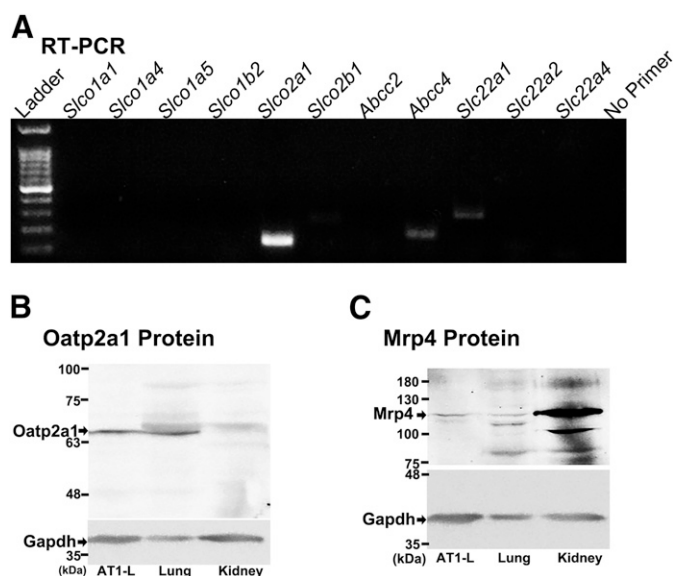 A
RT-PCR
Ladder Slco1a1 Slco1a4 Slco1a5 Slco1b2 Slco2a1 Slco2b1 Abcc2 Abcc4 Slc22a1 Slc22a2 Slc22a4 No Primer
B
Oatp2a1 Protein
100
75
Oatp2a1
63
48
Gapdh
35
(kDa) AT1-L Lung Kidney
C
Mrp4 Protein
180
130
Mrp4
100
75
48
Gapdh
35
(kDa) AT1-L Lung Kidney